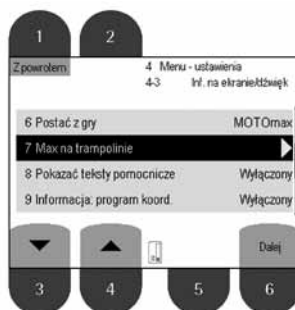 1 2
Z powrotem 4 Menu - ustawienia
4-3 Inf. na ekranie/dźwięk
6 Postać z gry MOTOmax
7 Max na trampolinie
8 Pokazać teksty pomocnicze Wyłączony
9 Informacja: program koord. Wyłączony
Dalej
3 4 5 6